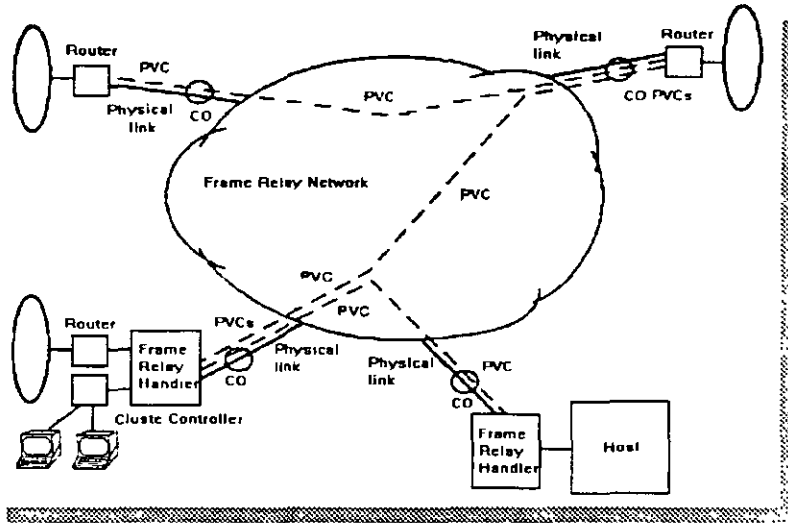 Router
PVC
Physical
link
CO
PVC
Physical
link
Router
CO PVCs
Frame Relay Network
PVC
PVC
PVC
PVCs
Physical
link
CO
Router
Frame
Relay
Handler
Cluste Controller
Physical
link
PVC
CO
Frame
Relay
Handler
Host